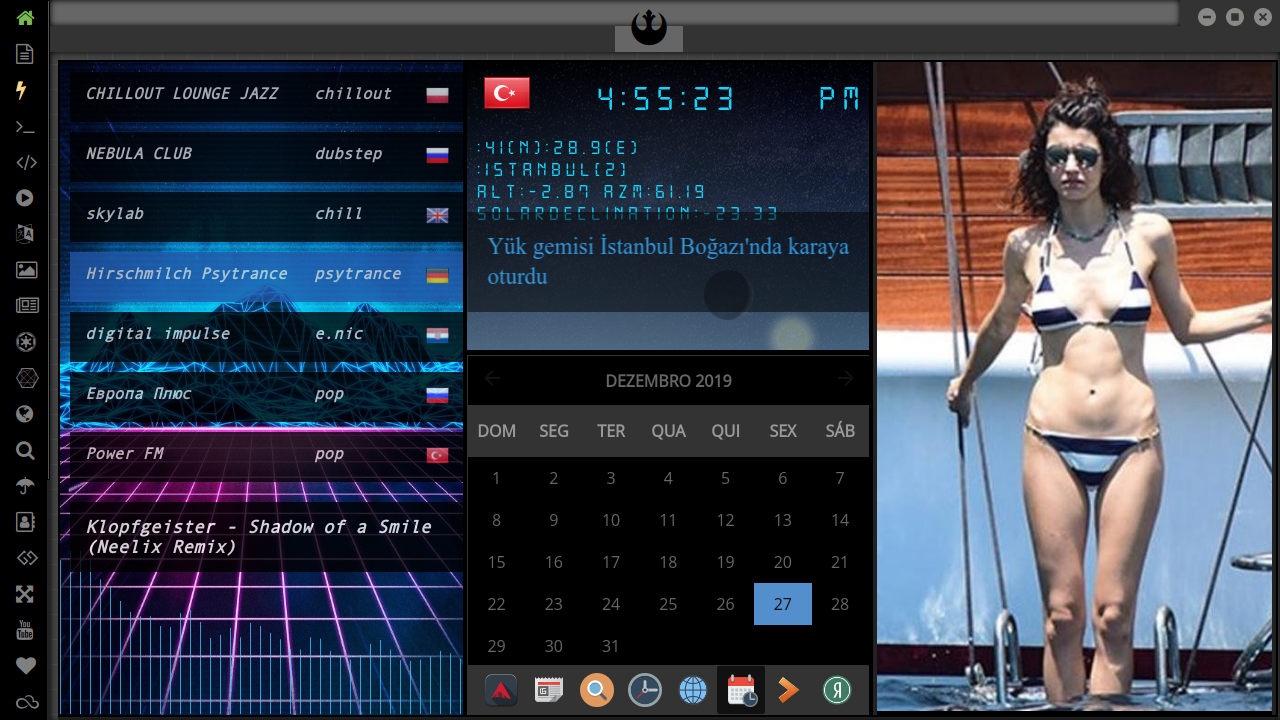 CHILLOUT LOUNGE JAZZ chillout
NEBULA CLUB dubstep
skylab chill
Hirschmilch Psytrance psytrance
digital impulse e.nic
Европа Плюс pop
Power FM pop
Klopfgeister - Shadow of a Smile
(Neelix Remix)
4:55:23 PM
:41(N):28.9(E)
:ISTANBUL(2)
ALT:-2.87 AZM:61.19
SOLARDECLINATION:-23.33
Yük gemisi İstanbul Boğazı'nda karaya
oturdu
DEZEMBRO 2019
DOM SEG TER QUA QUI SEX SÁB
1 2 3 4 5 6 7
8 9 10 11 12 13 14
15 16 17 18 19 20 21
22 23 24 25 26 27 28
29 30 31
Я
You
Tube